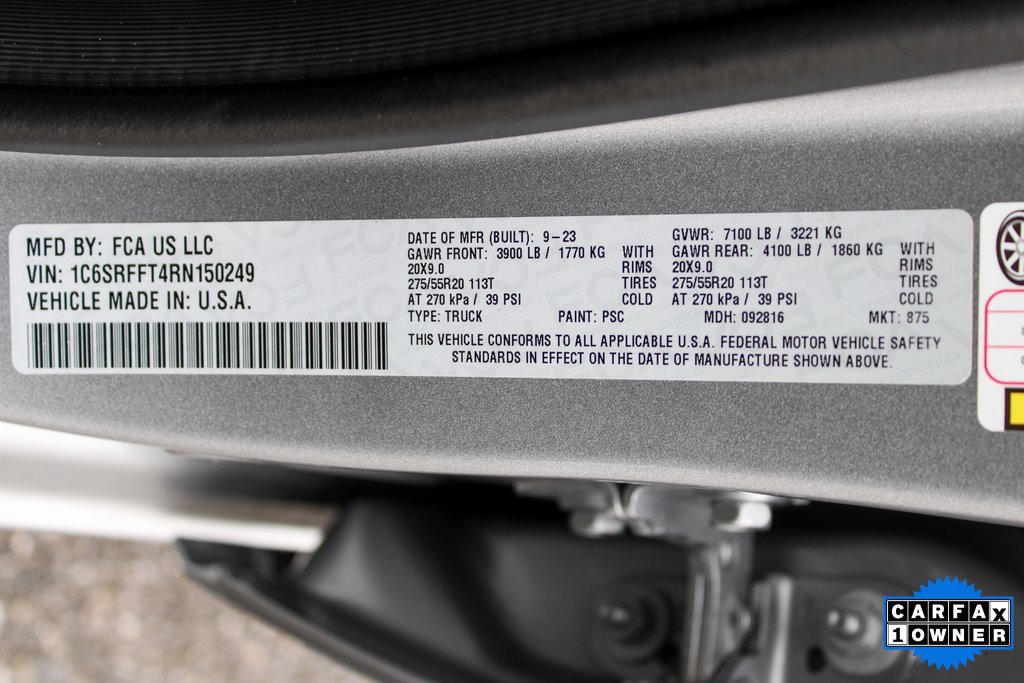 MFD BY: FCA US LLC
VIN: 1C6SRFFT4RN150249
VEHICLE MADE IN: U.S.A.
DATE OF MFR (BUILT): 9-23
GAWR FRONT: 3900 LB / 1770 KG WITH
20X9.0 RIMS
275/55R20 113T TIRES
AT 270 kPa / 39 PSI COLD
TYPE: TRUCK PAINT: PSC
GVWR: 7100 LB / 3221 KG
GAWR REAR: 4100 LB / 1860 KG WITH
20X9.0 RIMS
275/55R20 113T TIRES
AT 270 kPa / 39 PSI COLD
MDH: 092816 MKT: 875
THIS VEHICLE CONFORMS TO ALL APPLICABLE U.S.A. FEDERAL MOTOR VEHICLE SAFETY
STANDARDS IN EFFECT ON THE DATE OF MANUFACTURE SHOWN ABOVE.
CARFAX
1 OWNER